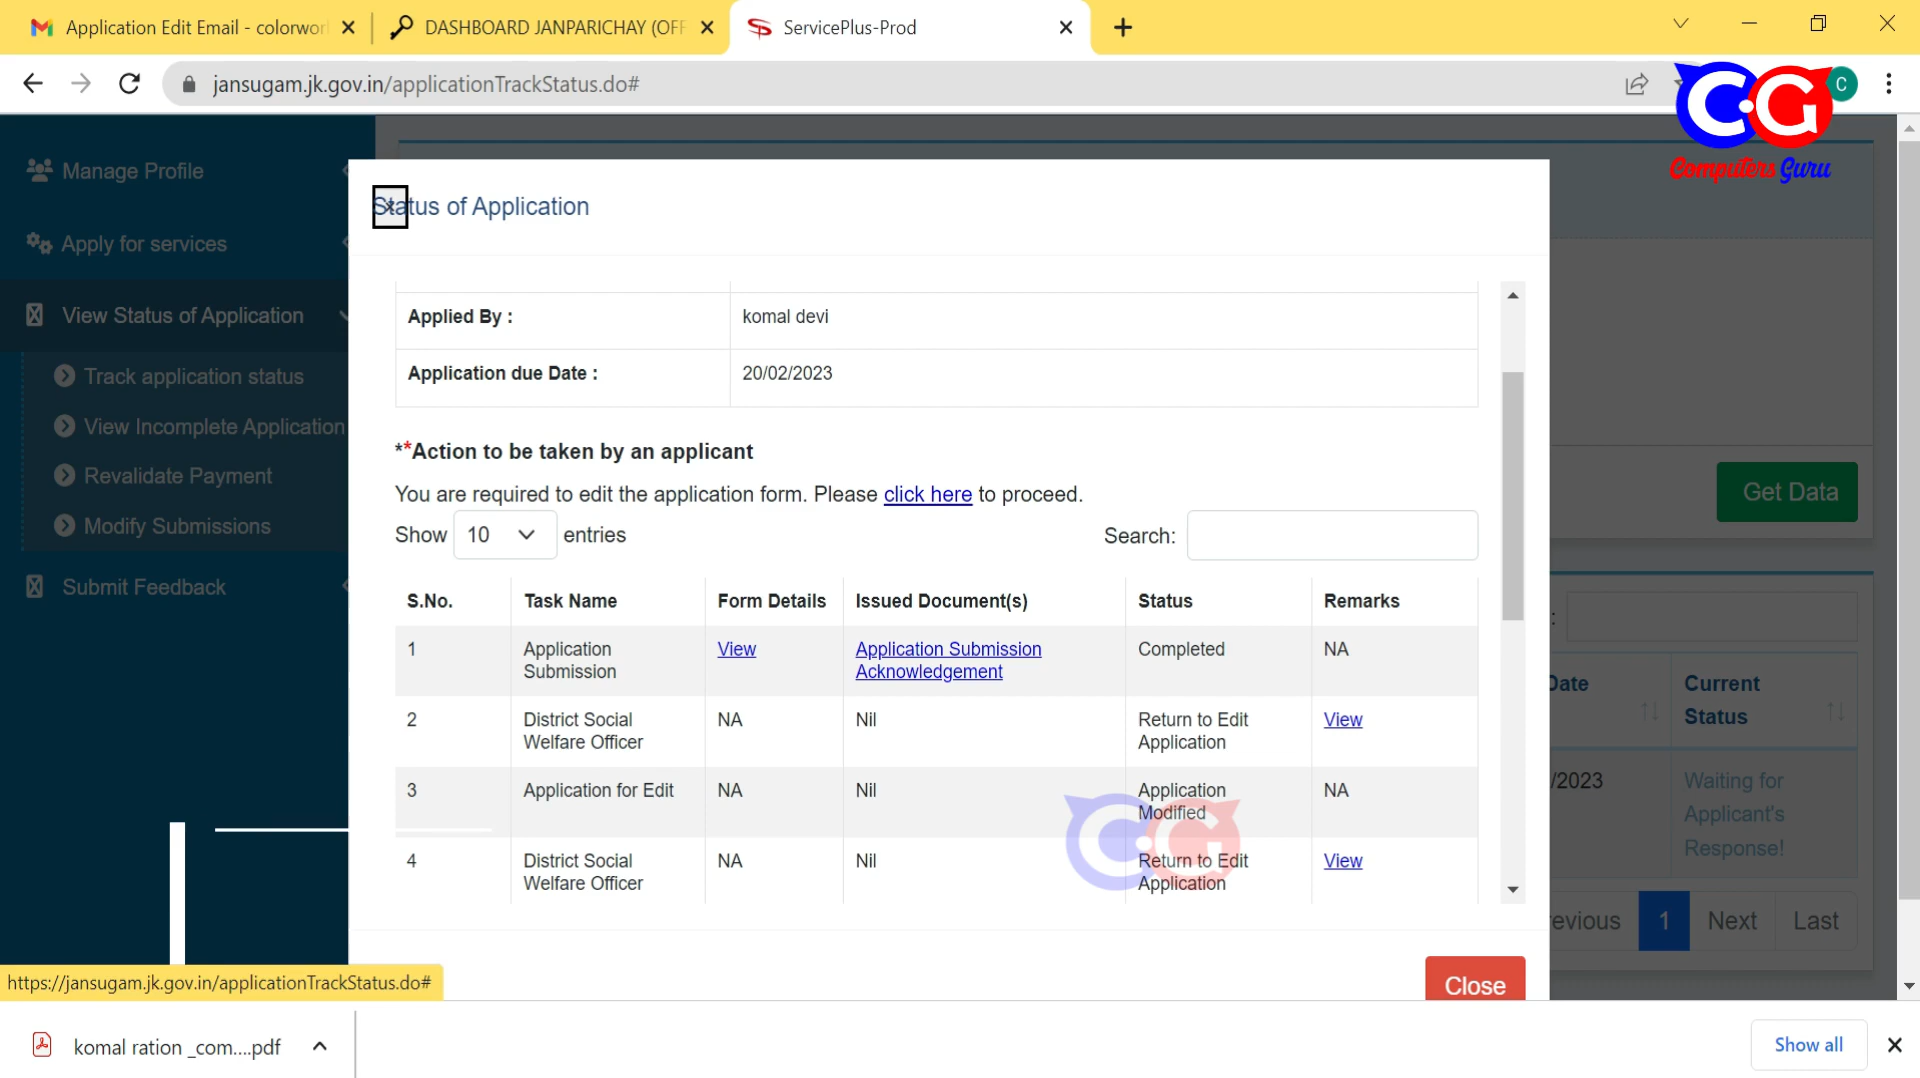 Application Edit Email - colorwor
DASHBOARD JANPARICHAY (OFF
ServicePlus-Prod
jansugam.jk.gov.in/applicationTrackStatus.do#
C
CG
Computers Guru
Manage Profile
Apply for services
View Status of Application
Track application status
View Incomplete Application
Revalidate Payment
Modify Submissions
Submit Feedback
Status of Application
Applied By : komal devi
Application due Date : 20/02/2023
**Action to be taken by an applicant
You are required to edit the application form. Please click here to proceed.
Show 10 entries Search:
S.No. Task Name Form Details Issued Document(s) Status Remarks
1 Application Submission View Application Submission Acknowledgement Completed NA
2 District Social Welfare Officer NA Nil Return to Edit Application View
3 Application for Edit NA Nil Application Modified NA
4 District Social Welfare Officer NA Nil Return to Edit Application View
CG
Close
Get Data
:
Date Current Status
/2023 Waiting for Applicant's Response!
evious 1 Next Last
https://jansugam.jk.gov.in/applicationTrackStatus.do#
komal ration _com....pdf
Show all